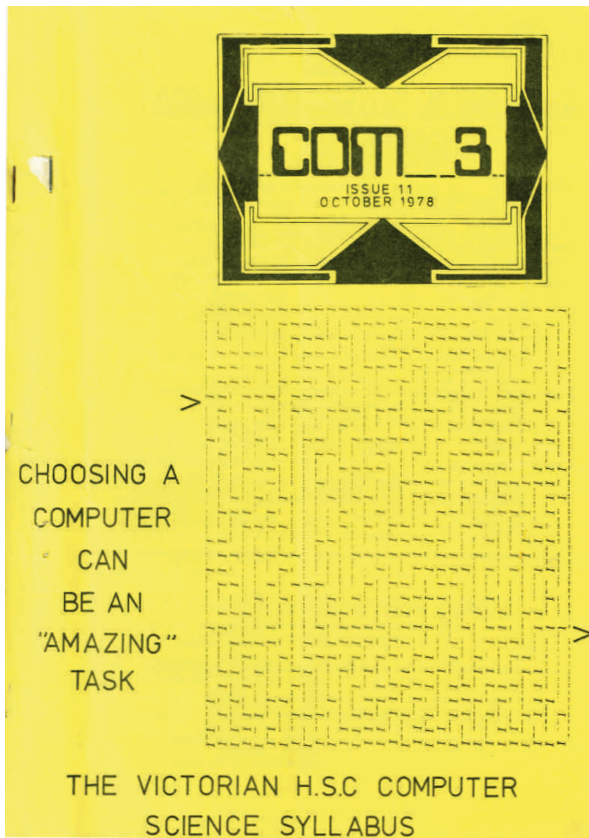 COM_3
ISSUE 11
OCTOBER 1978
>
CHOOSING A
COMPUTER
CAN
BE AN
"AMAZING"
TASK
>
THE VICTORIAN H.S.C COMPUTER
SCIENCE SYLLABUS